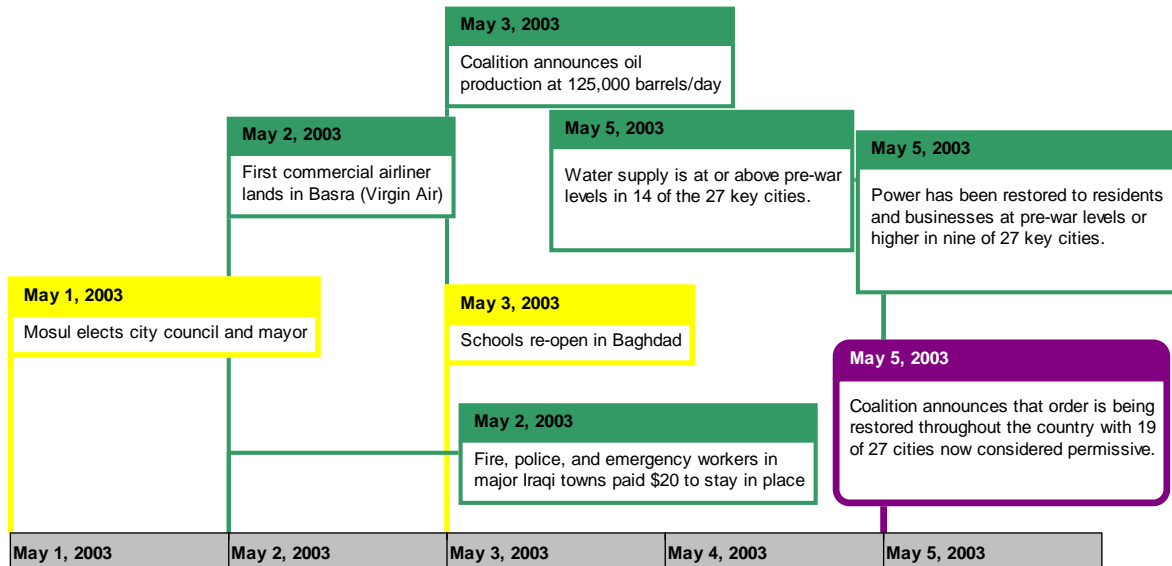 May 3, 2003
Coalition announces oil
production at 125,000 barrels/day
May 2, 2003
First commercial airliner
lands in Basra (Virgin Air)
May 5, 2003
Water supply is at or above pre-war
levels in 14 of the 27 key cities.
May 5, 2003
Power has been restored to residents
and businesses at pre-war levels or
higher in nine of 27 key cities.
May 1, 2003
Mosul elects city council and mayor
May 3, 2003
Schools re-open in Baghdad
May 5, 2003
Coalition announces that order is being
restored throughout the country with 19
of 27 cities now considered permissive.
May 2, 2003
Fire, police, and emergency workers in
major Iraqi towns paid $20 to stay in place
May 1, 2003
May 2, 2003
May 3, 2003
May 4, 2003
May 5, 2003